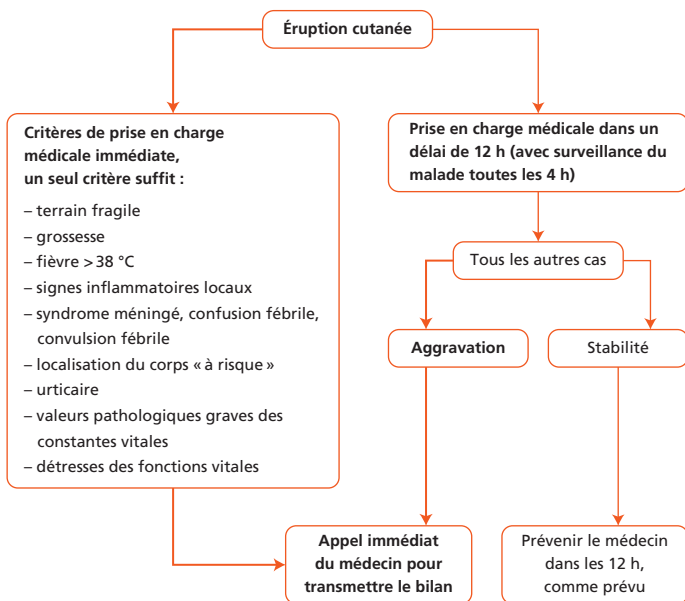 Éruption cutanée
Critères de prise en charge
médicale immédiate,
un seul critère suffit :
– terrain fragile
– grossesse
– fièvre > 38 °C
– signes inflammatoires locaux
– syndrome méningé, confusion fébrile,
convulsion fébrile
– localisation du corps « à risque »
– urticaire
– valeurs pathologiques graves des
constantes vitales
– détresses des fonctions vitales
Prise en charge médicale dans un
délai de 12 h (avec surveillance du
malade toutes les 4 h)
Tous les autres cas
Aggravation
Stabilité
Appel immédiat
du médecin pour
transmettre le bilan
Prévenir le médecin
dans les 12 h,
comme prévu